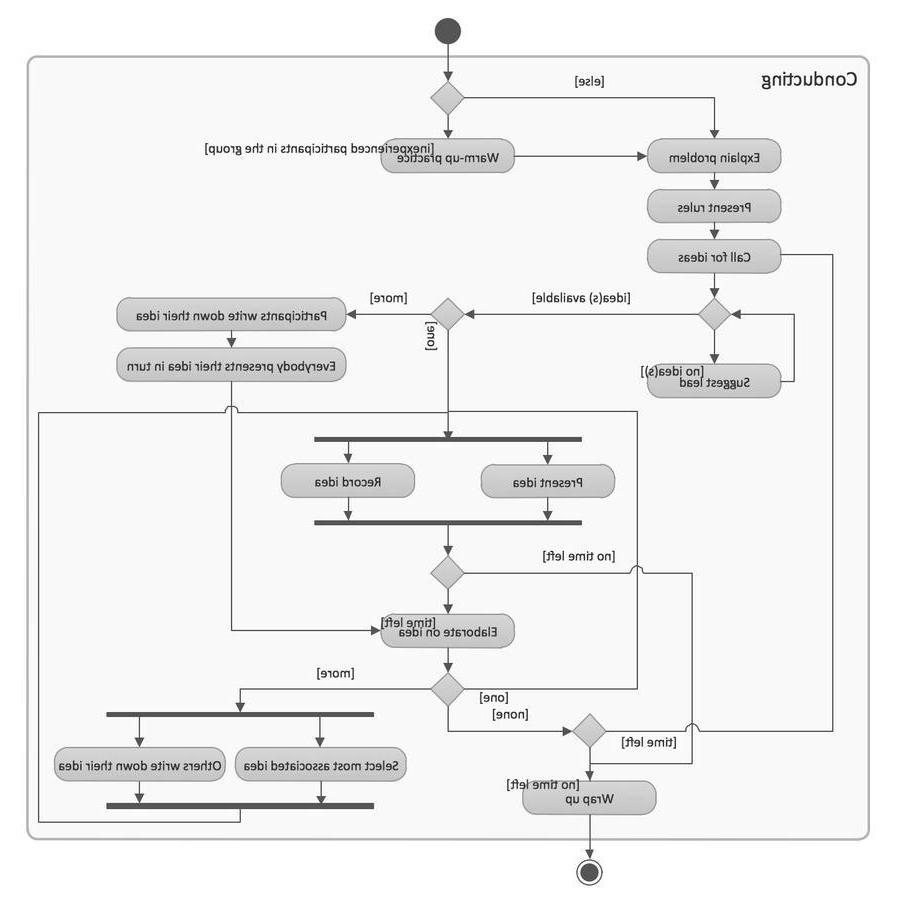 Conducting
[else]
[inexperienced participants in the group]
Warm-up practice
Explain problem
Present rules
Call for ideas
[idea(s) available]
[more]
[one]
Participants write down their idea
Everybody presents their idea in turn
[no idea(s)]
Suggest lead
Record idea
Present idea
[no time left]
[time left]
Elaborate on idea
[more]
[one]
[none]
[time left]
Others write down their idea
Select most associated idea
[no time left]
Wrap up